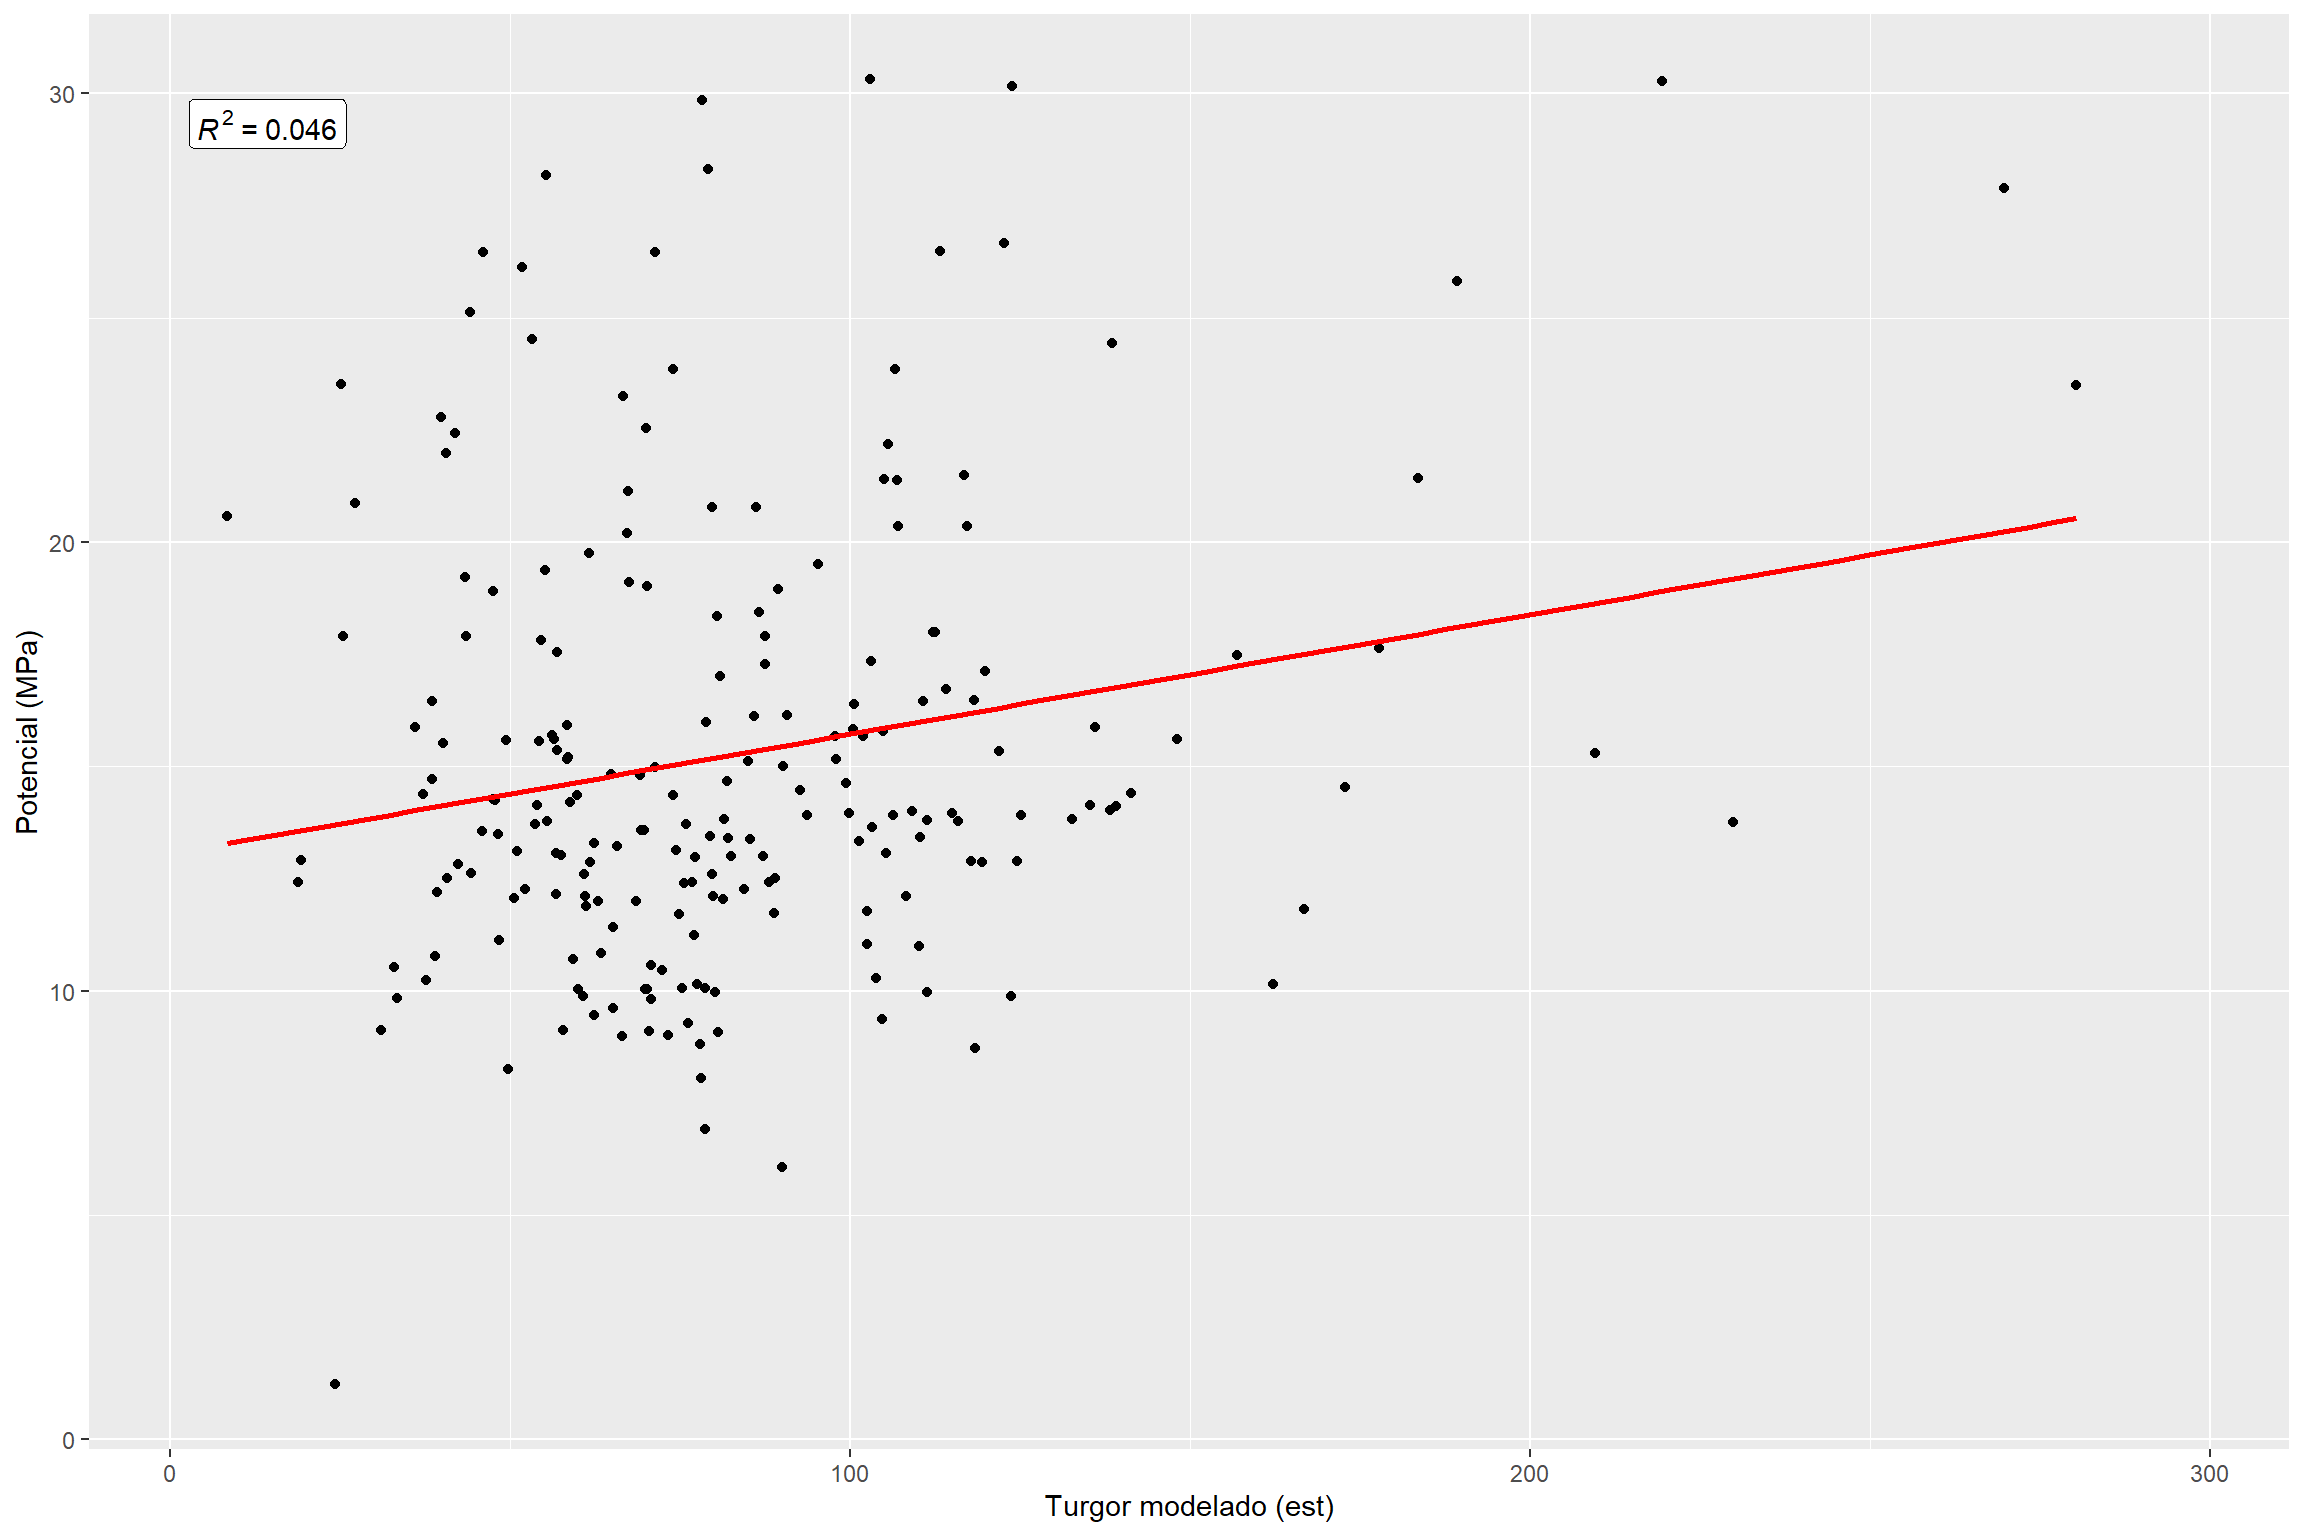 30
R² = 0.046
20
Potencial (MPa)
10
0
0 100 200 300
Turgor modelado (est)